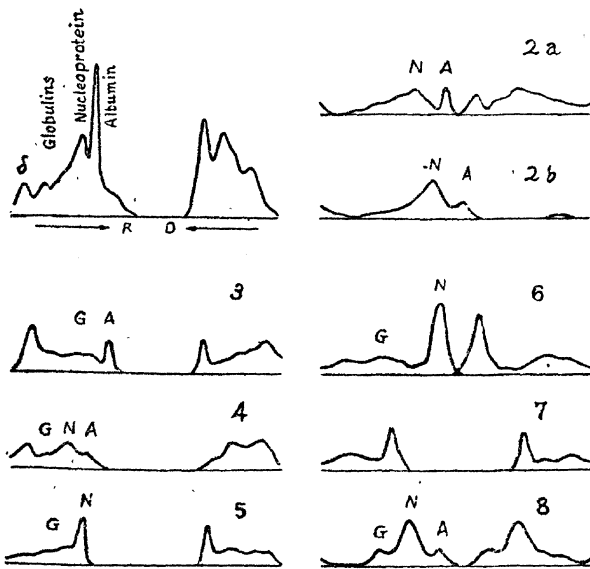 Globulins
Nucleoprotein
Albumin
δ
R D
2a
N A
2b
N A
3
G A
6
N
G
4
G N A
7
5
N
G
8
N
G A